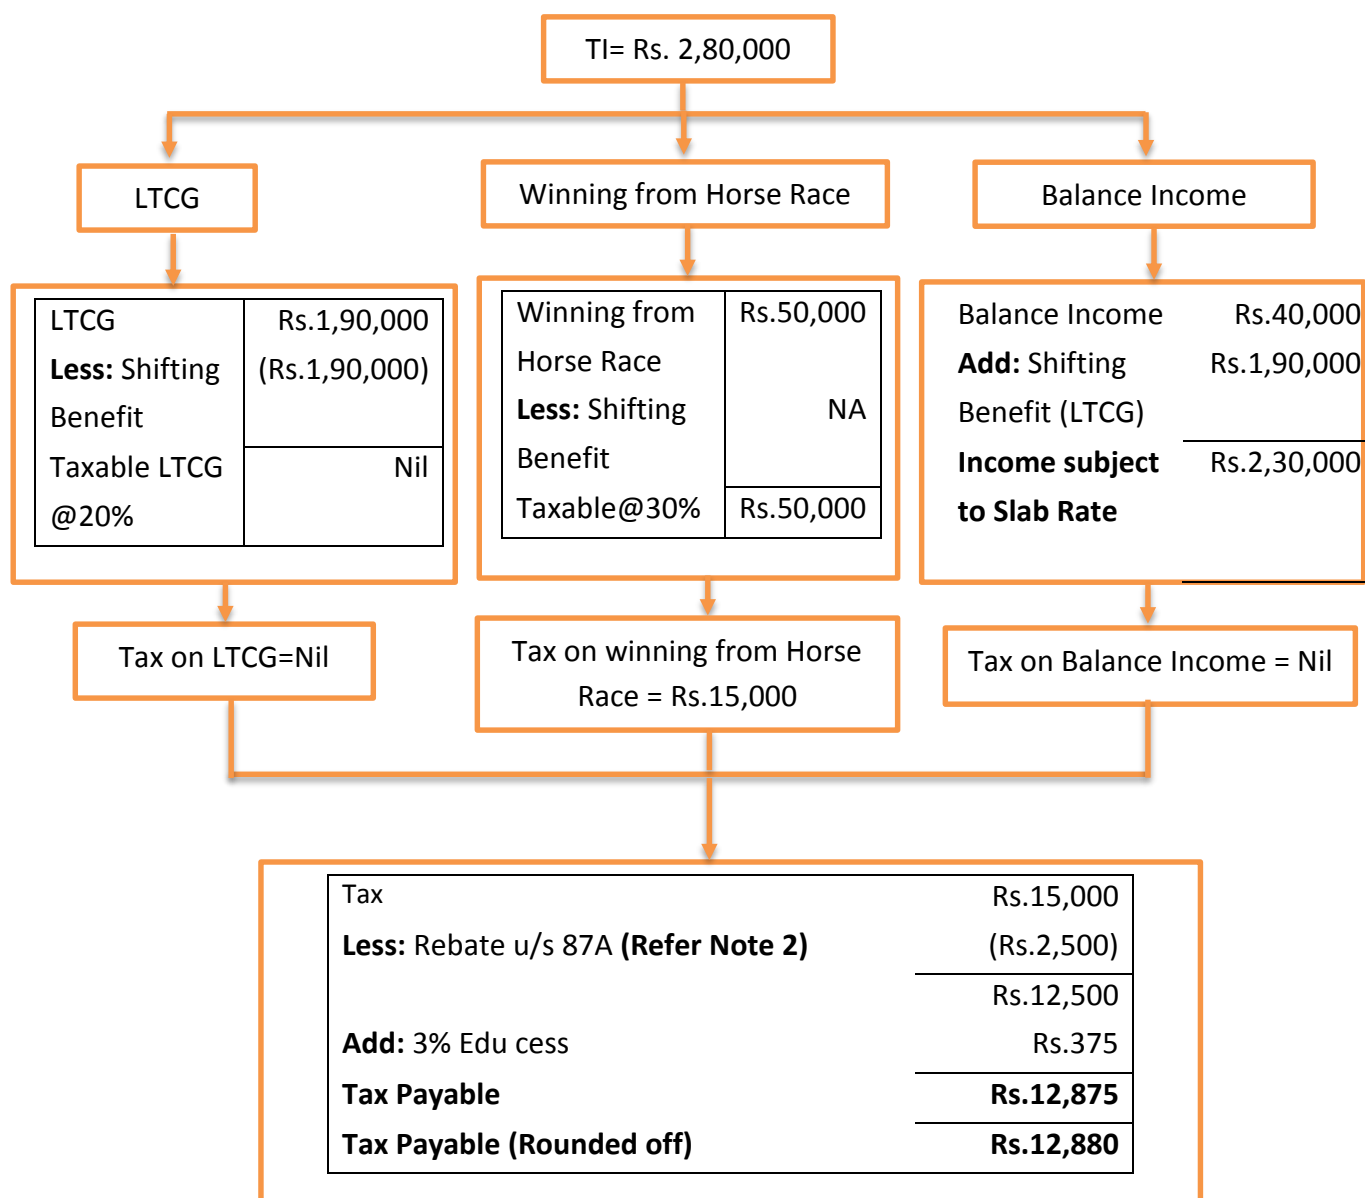 TI= Rs. 2,80,000
LTCG
Winning from Horse Race
Balance Income
LTCG Rs.1,90,000
Less: Shifting (Rs.1,90,000)
Benefit
Taxable LTCG Nil
@20%
Winning from Rs.50,000
Horse Race
Less: Shifting NA
Benefit
Taxable@30% Rs.50,000
Balance Income Rs.40,000
Add: Shifting Rs.1,90,000
Benefit (LTCG)
Income subject Rs.2,30,000
to Slab Rate
Tax on LTCG=Nil
Tax on winning from Horse
Race = Rs.15,000
Tax on Balance Income = Nil
Tax Rs.15,000
Less: Rebate u/s 87A (Refer Note 2) (Rs.2,500)
Rs.12,500
Add: 3% Edu cess Rs.375
Tax Payable Rs.12,875
Tax Payable (Rounded off) Rs.12,880